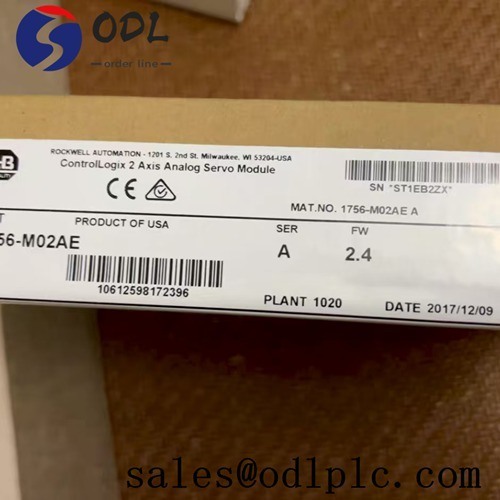 ODL
order line
ROCKWELL AUTOMATION - 1201 S. 2nd St. Milwaukee, WI 53204-USA
ControlLogix 2 Axis Analog Servo Module
B
CE
SN *ST1EB2ZX*
MAT.NO. 1756-M02AE A
T
PRODUCT OF USA
SER
FW
56-M02AE
A
2.4
10612598172396
PLANT 1020
DATE 2017/12/09
sales@odlplc.com